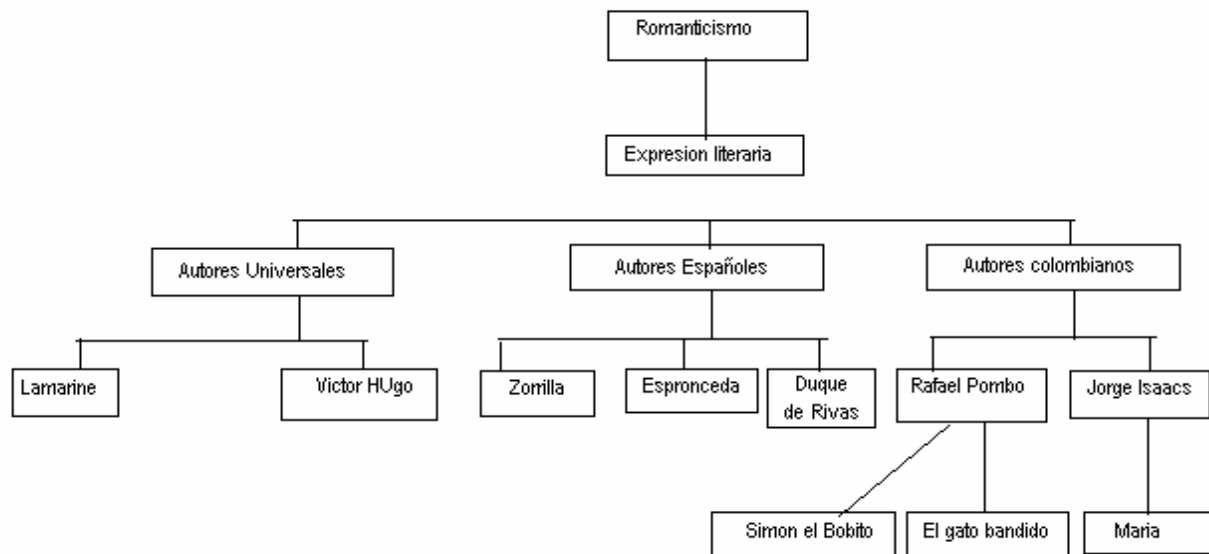 Romanticismo
Expresion literaria
Autores Universales
Autores Españoles
Autores colombianos
Lamarine
Victor HUgo
Zorrilla
Espronceda
Duque
de Rivas
Rafael Pombo
Jorge Isaacs
Simon el Bobito
El gato bandido
Maria